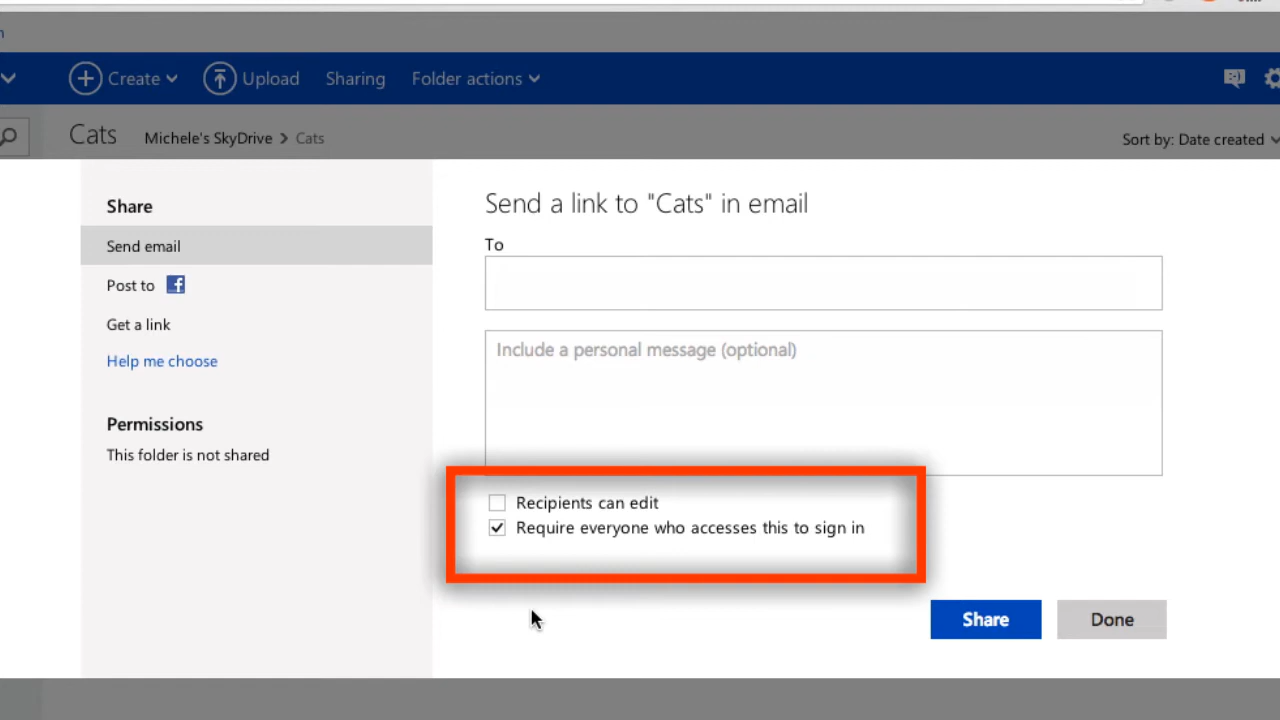 Create Upload Sharing Folder actions
Cats Michele's SkyDrive > Cats Sort by: Date created
Share
Send email
Post to
Get a link
Help me choose
Permissions
This folder is not shared
Send a link to "Cats" in email
To
Include a personal message (optional)
Recipients can edit
Require everyone who accesses this to sign in
Share Done